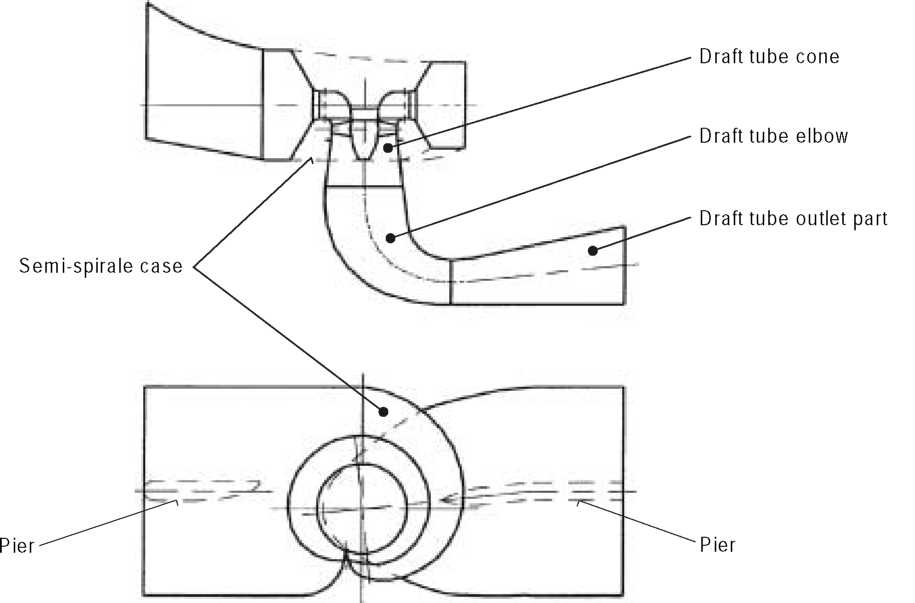 Draft tube cone
Draft tube elbow
Draft tube outlet part
Semi-spirale case
Pier
Pier